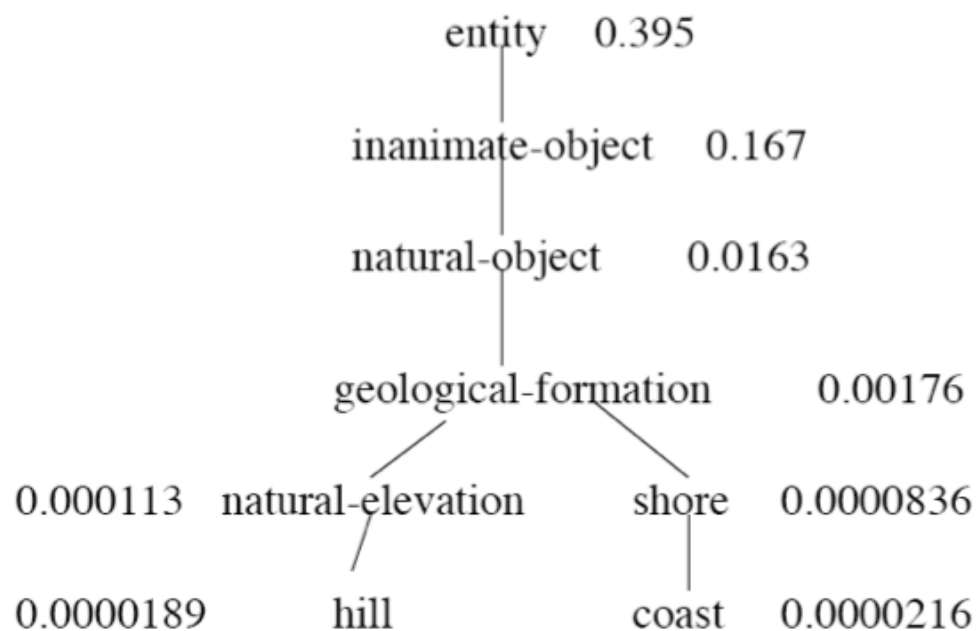 entity 0.395
inanimate-object 0.167
natural-object 0.0163
geological-formation 0.00176
0.000113 natural-elevation shore 0.0000836
0.0000189 hill coast 0.0000216